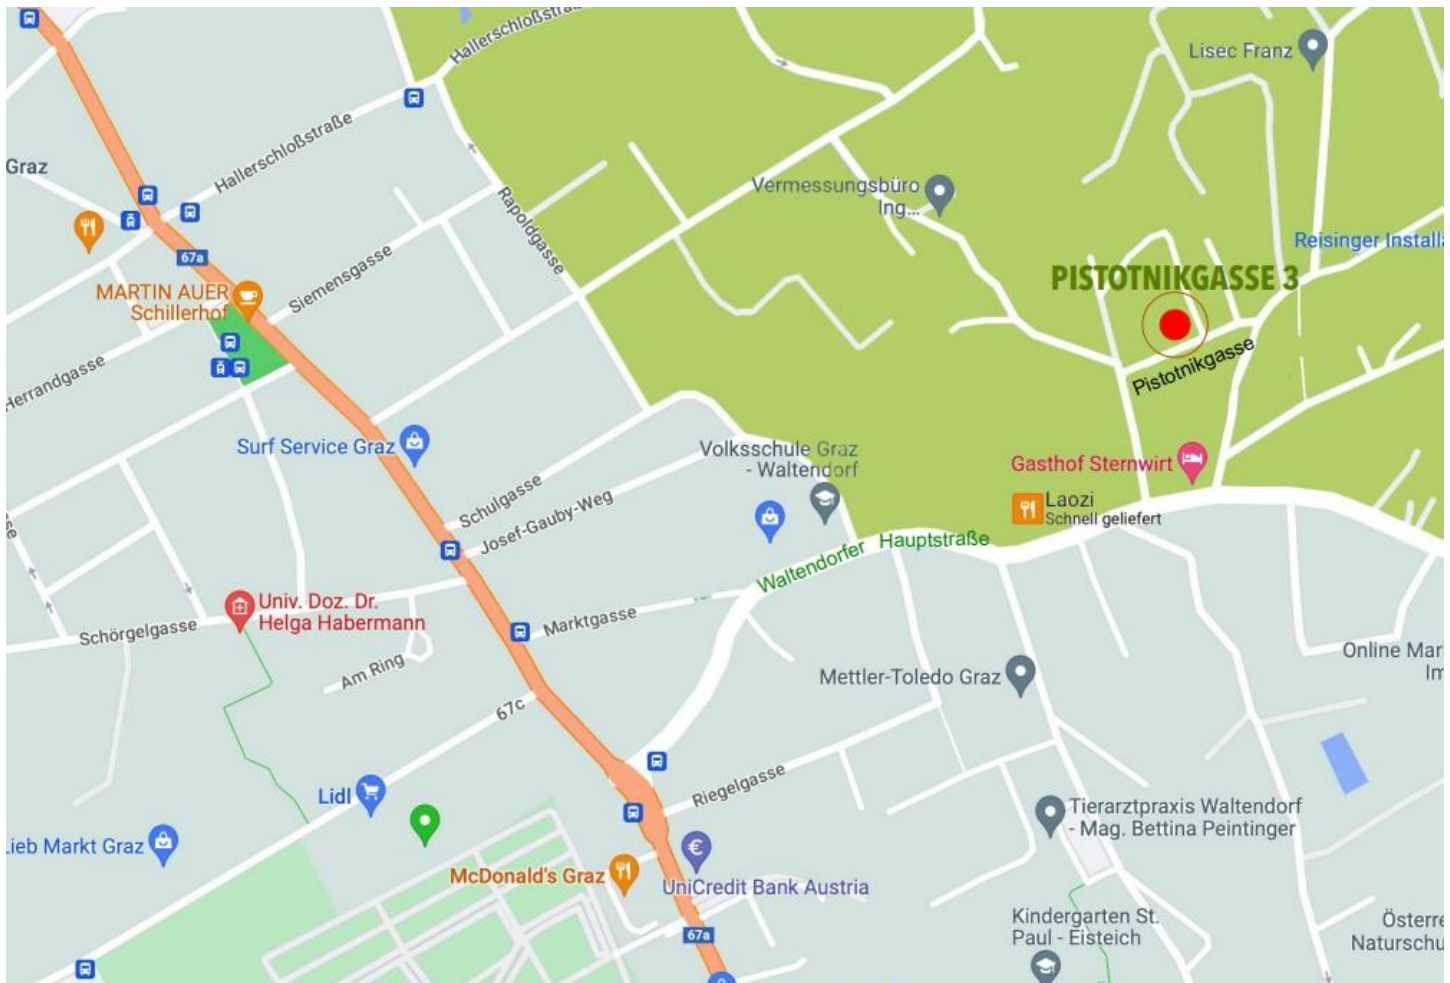 Hallerschloßstra
Lisec Franz
Hallerschloßstraße
Graz
Vermessungsbüro
Ing...
Rapoldgasse
Reisinger Installa
67a
PISTOTNIKGASSE 3
MARTIN AUER
Schillerhof
Siemensgasse
Herrandgasse
Pistotnikgasse
Surf Service Graz
Volksschule Graz
- Waltendorf
Gasthof Sternwirt
Laozi
Schnell geliefert
Schulgasse
Josef-Gauby-Weg
Waltendorfer Hauptstraße
sse
Univ. Doz. Dr.
Helga Habermann
Schörgelgasse
Marktgasse
Am Ring
Online Mar
Im
Mettler-Toledo Graz
67c
Lidl
Riegelgasse
Tierarztpraxis Waltendorf
- Mag. Bettina Peintinger
Lieb Markt Graz
McDonald's Graz
€
UniCredit Bank Austria
67a
Kindergarten St.
Paul - Eisteich
Österre
Naturschu